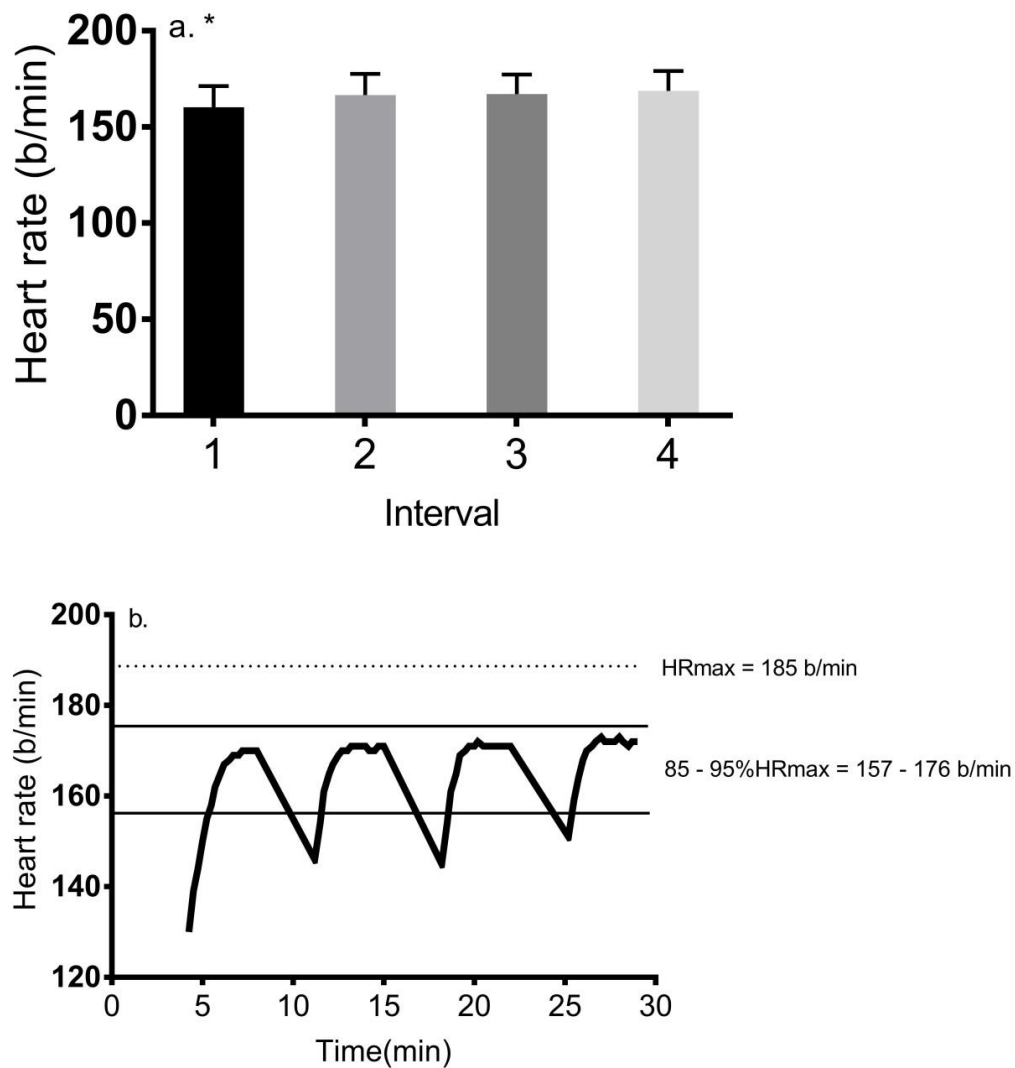 a. *
Heart rate (b/min)
200
150
100
50
0
1 2 3 4
Interval
b.
Heart rate (b/min)
200
180
160
140
120
HRmax = 185 b/min
85 - 95%HRmax = 157 - 176 b/min
0 5 10 15 20 25 30
Time(min)